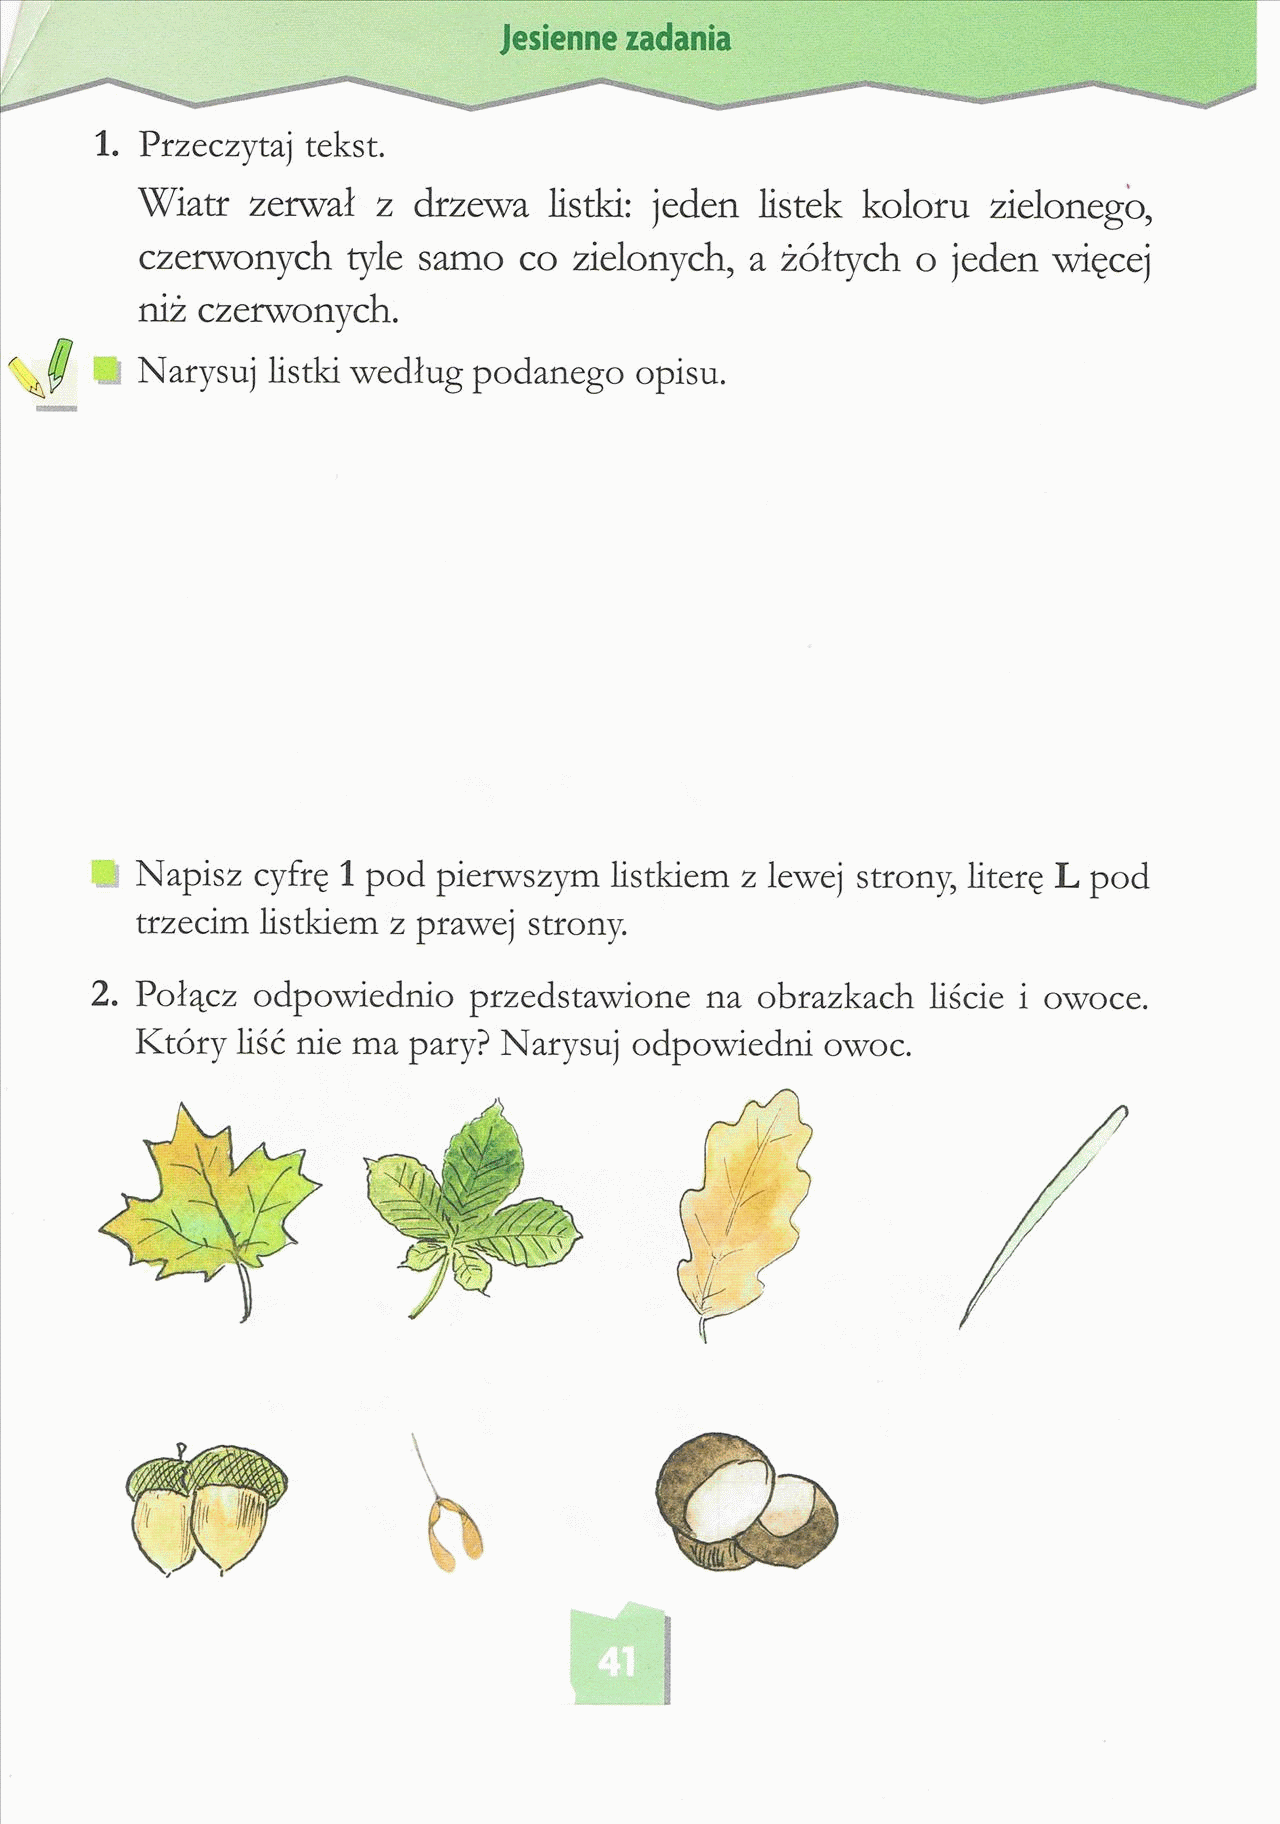 Jesienne zadania
1. Przeczytaj tekst.
Wiatr zerwał z drzewa listki: jeden listek koloru zielonego,
czerwonych tyle samo co zielonych, a żółtych o jeden więcej
niż czerwonych.
Narysuj listki według podanego opisu.
Napisz cyfrę 1 pod pierwszym listkiem z lewej strony, literę L pod
trzecim listkiem z prawej strony.
2. Połącz odpowiednio przedstawione na obrazkach liście i owoce.
Który liść nie ma pary? Narysuj odpowiedni owoc.
41